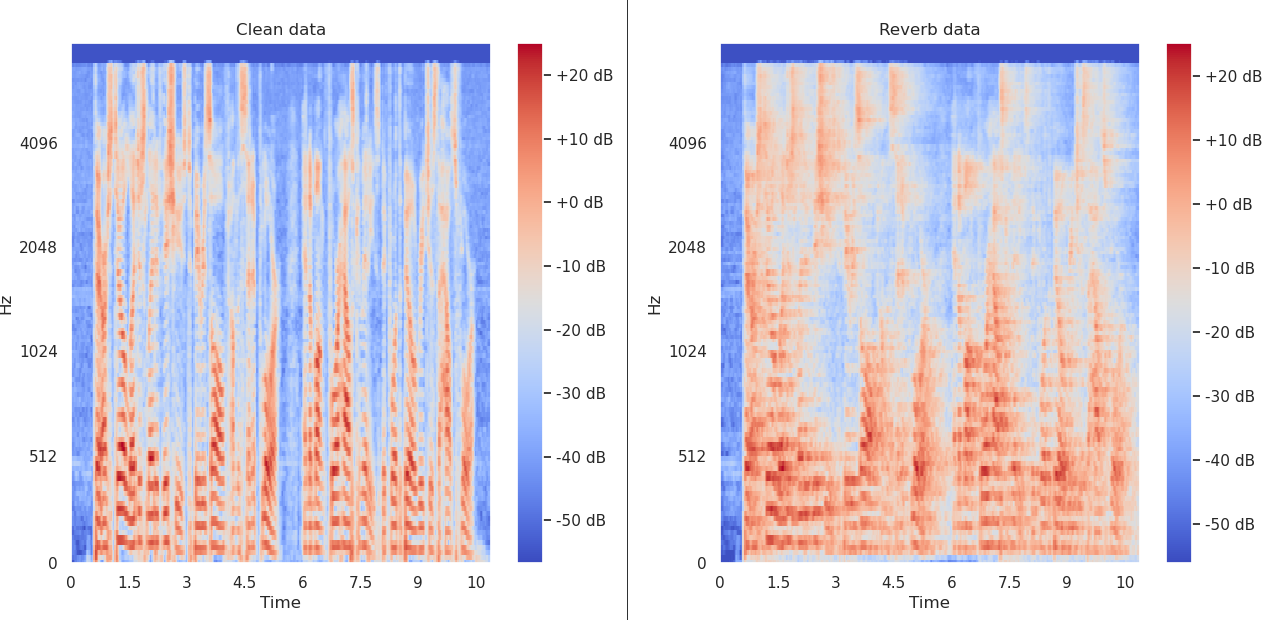 Clean data
+20 dB
+10 dB
+0 dB
-10 dB
-20 dB
-30 dB
-40 dB
-50 dB
4096
2048
1024
512
0
Hz
0 1.5 3 4.5 6 7.5 9 10
Time
Reverb data
+20 dB
+10 dB
+0 dB
-10 dB
-20 dB
-30 dB
-40 dB
-50 dB
4096
2048
1024
512
0
Hz
0 1.5 3 4.5 6 7.5 9 10
Time